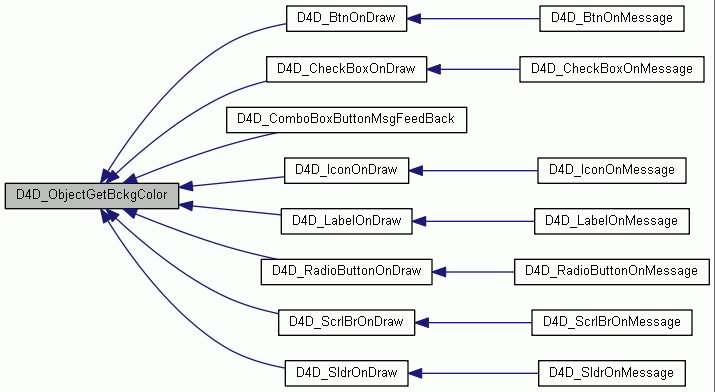 D4D_BtnOnDraw
D4D_BtnOnMessage
D4D_CheckBoxOnDraw
D4D_CheckBoxOnMessage
D4D_ComboBoxButtonMsgFeedBack
D4D_IconOnDraw
D4D_IconOnMessage
D4D_ObjectGetBckgColor
D4D_LabelOnDraw
D4D_LabelOnMessage
D4D_RadioButtonOnDraw
D4D_RadioButtonOnMessage
D4D_ScrlBrOnDraw
D4D_ScrlBrOnMessage
D4D_SldrOnDraw
D4D_SldrOnMessage